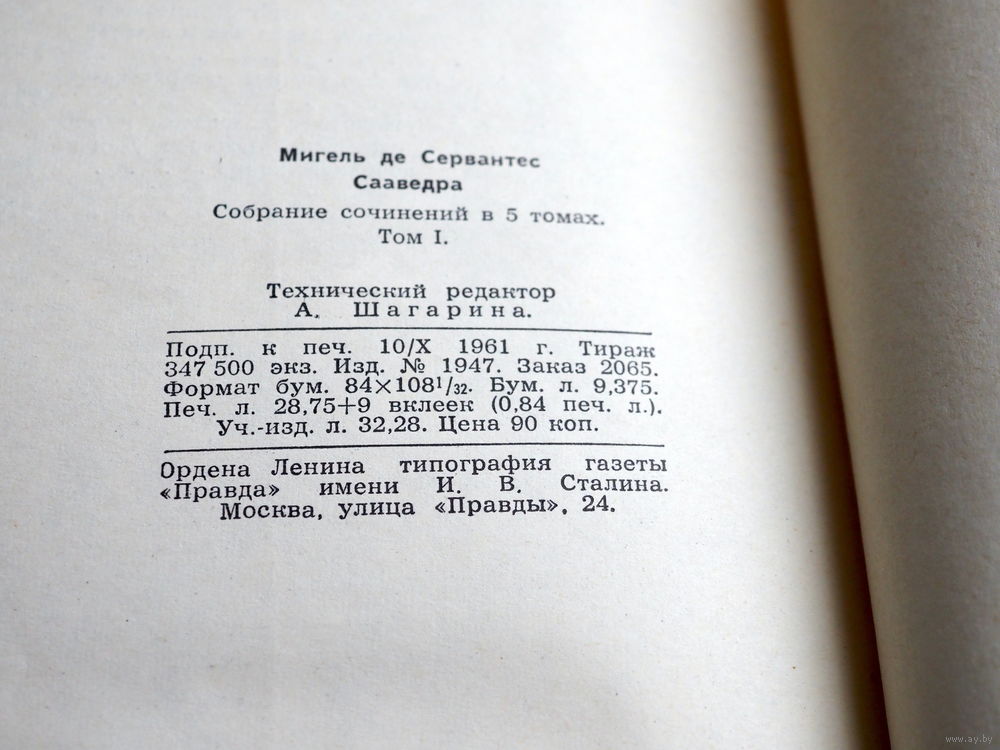 Мигель де Сервантес
Сааведра
Собрание сочинений в 5 томах.
Том I.
Технический редактор
А. Шагарина.
Подп. к печ. 10/X 1961 г. Тираж
347 500 экз. Изд. № 1947. Заказ 2065.
Формат бум. 84×108¹/₃₂. Бум. л. 9,375.
Печ. л. 28,75+9 вклеек (0,84 печ. л.).
Уч.-изд. л. 32,28. Цена 90 коп.
Ордена Ленина типография газеты
«Правда» имени И. В. Сталина.
Москва, улица «Правды», 24.
www.ay.by